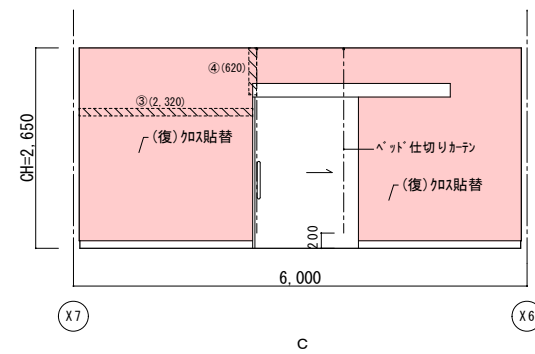 ④(620)
③(2,320)
(復)クロス貼替
CH=2,650
ベッド仕切りカーテン
(復)クロス貼替
200
6,000
X7
X6
C